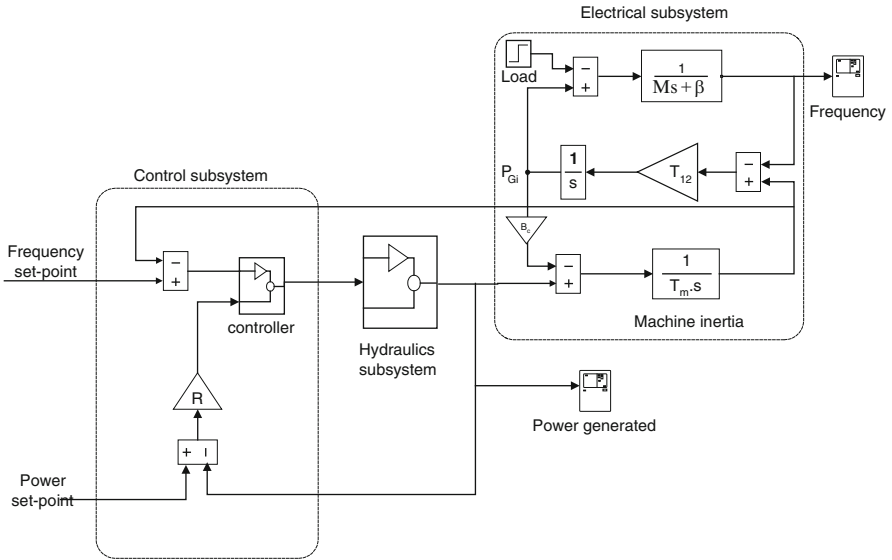 Electrical subsystem
Load
−
+
1
Ms + β
Frequency
Control subsystem
P_Gi
1
s
T_12
−
+
Frequency
set-point
−
+
controller
Hydraulics
subsystem
B_c
−
+
1
T_m.s
Machine inertia
R
Power generated
+ −
Power
set-point